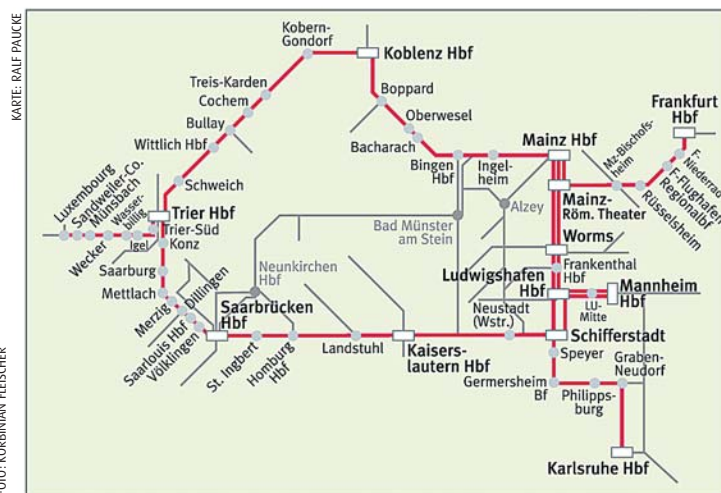 KARTE: RALF PAUCKE
FOTO: KORBINIAN FLEISCHER
Kobern-
Gondorf
Koblenz Hbf
Treis-Karden
Cochem
Bullay
Wittlich Hbf
Schweich
Boppard
Oberwesel
Bacharach
Bingen
Hbf
Ingel-
heim
Mainz Hbf
Frankfurt
Hbf
Mz-Bischofs-
heim
F-
Niederrad
F-Flughafen
Regionalbf
Rüsselsheim
Mainz-
Röm. Theater
Luxembourg
Sandweiler-Co.
Münsbach
Wecker
Wasser-
billig
Igel
Trier Hbf
Trier-Süd
Konz
Saarburg
Mettlach
Merzig
Dillingen
Saarlouis Hbf
Völklingen
Saarbrücken
Hbf
Neunkirchen
Hbf
Bad Münster
am Stein
Alzey
Worms
Frankenthal
Hbf
Ludwigshafen
Hbf
LU-
Mitte
Mannheim
Hbf
St. Ingbert
Homburg
Hbf
Landstuhl
Kaisers-
lautern Hbf
Neustadt
(Wstr.)
Schifferstadt
Speyer
Germersheim
Bf
Philipps-
burg
Graben-
Neudorf
Karlsruhe Hbf